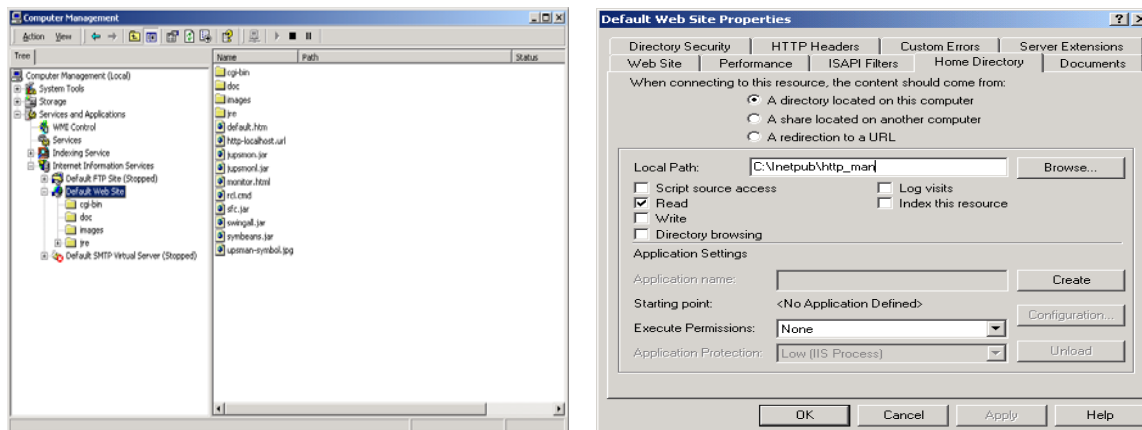 Computer Management
Action View
Tree
Computer Management (Local)
System Tools
Storage
Services and Applications
WMI Control
Services
Indexing Service
Internet Information Services
Default FTP Site (Stopped)
Default Web Site
cgi-bin
doc
images
jre
Default SMTP Virtual Server (Stopped)
Name Path Status
cgi-bin
doc
images
jre
default.htm
http-localhost.url
jupsmon.jar
jupsmonl.jar
monitor.html
rcl.cmd
sfc.jar
swingall.jar
symbeans.jar
upsman-symbol.jpg
Default Web Site Properties
Directory Security HTTP Headers Custom Errors Server Extensions
Web Site Performance ISAPI Filters Home Directory Documents
When connecting to this resource, the content should come from:
A directory located on this computer
A share located on another computer
A redirection to a URL
Local Path: C:\Inetpub\http_man Browse...
Script source access Log visits
Read Index this resource
Write
Directory browsing
Application Settings
Application name: Create
Starting point: <No Application Defined>
Configuration...
Execute Permissions: None
Application Protection: Low (IIS Process) Unload
OK Cancel Apply Help